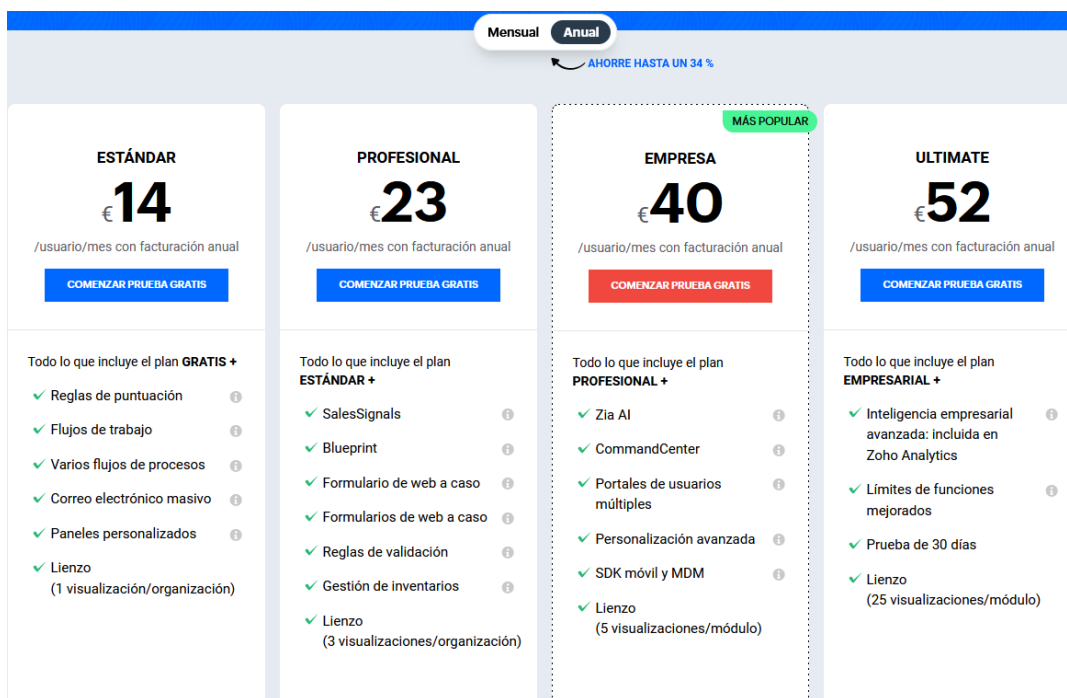 Mensual Anual
AHORRE HASTA UN 34 %
ESTÁNDAR
€14
/usuario/mes con facturación anual
COMENZAR PRUEBA GRATIS
Todo lo que incluye el plan GRATIS +
Reglas de puntuación
Flujos de trabajo
Varios flujos de procesos
Correo electrónico masivo
Paneles personalizados
Lienzo
(1 visualización/organización)
PROFESIONAL
€23
/usuario/mes con facturación anual
COMENZAR PRUEBA GRATIS
Todo lo que incluye el plan
ESTÁNDAR +
SalesSignals
Blueprint
Formulario de web a caso
Formularios de web a caso
Reglas de validación
Gestión de inventarios
Lienzo
(3 visualizaciones/organización)
MÁS POPULAR
EMPRESA
€40
/usuario/mes con facturación anual
COMENZAR PRUEBA GRATIS
Todo lo que incluye el plan
PROFESIONAL +
Zia AI
CommandCenter
Portales de usuarios
múltiples
Personalización avanzada
SDK móvil y MDM
Lienzo
(5 visualizaciones/módulo)
ULTIMATE
€52
/usuario/mes con facturación anual
COMENZAR PRUEBA GRATIS
Todo lo que incluye el plan
EMPRESARIAL +
Inteligencia empresarial
avanzada: incluida en
Zoho Analytics
Límites de funciones
mejorados
Prueba de 30 días
Lienzo
(25 visualizaciones/módulo)